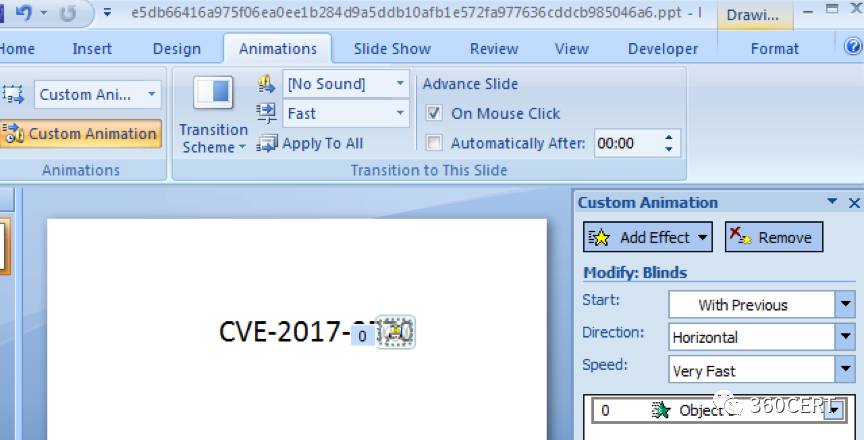 e5db66416a975f06ea0ee1b284d9a5ddb10afb1e572fa977636cddcb985046a6.ppt -
Drawi...
Home Insert Design Animations Slide Show Review View Developer Format
Custom Ani...
Custom Animation
Animations
Transition
Scheme
[No Sound]
Fast
Apply To All
Advance Slide
On Mouse Click
Automatically After: 00:00
Transition to This Slide
Custom Animation
Add Effect Remove
Modify: Blinds
Start: With Previous
Direction: Horizontal
Speed: Very Fast
0 Object
360CERT
CVE-2017-
0